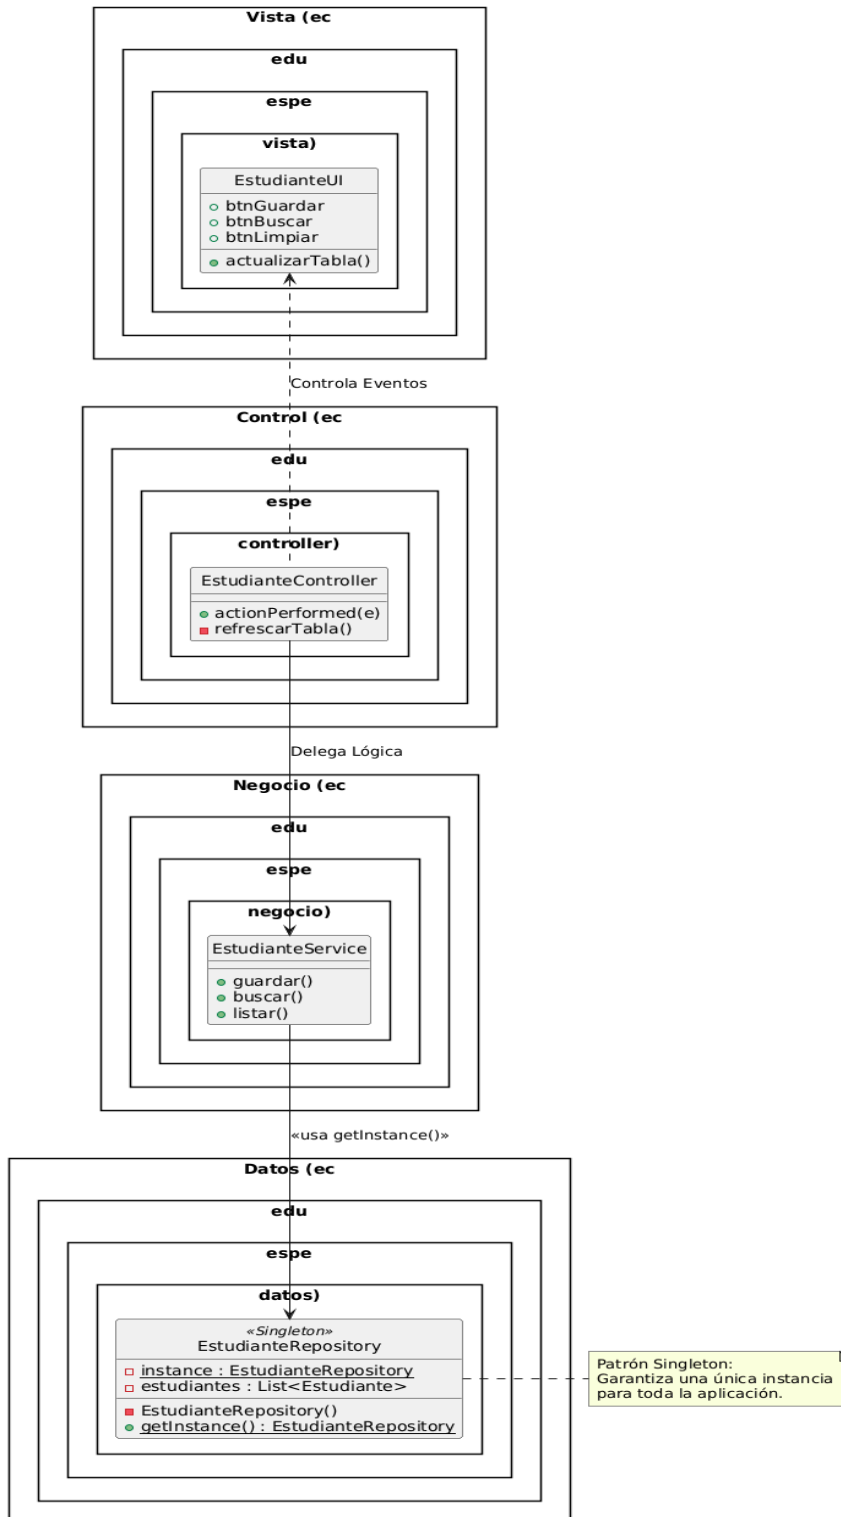 Vista (ec
edu
espe
vista)
EstudianteUI
btnGuardar
btnBuscar
btnLimpiar
actualizarTabla()
Controla Eventos
Control (ec
edu
espe
controller)
EstudianteController
actionPerformed(e)
refrescarTabla()
Delega Lógica
Negocio (ec
edu
espe
negocio)
EstudianteService
guardar()
buscar()
listar()
«usa getInstance()»
Datos (ec
edu
espe
datos)
«Singleton»
EstudianteRepository
instance : EstudianteRepository
estudiantes : List<Estudiante>
EstudianteRepository()
getInstance() : EstudianteRepository
Patrón Singleton:
Garantiza una única instancia
para toda la aplicación.